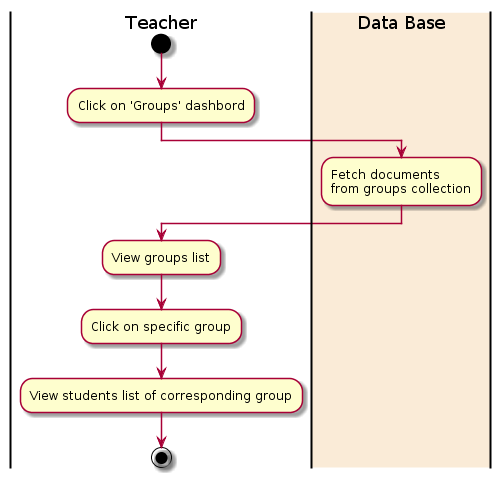 Teacher
Data Base
Click on 'Groups' dashbord
Fetch documents
from groups collection
View groups list
Click on specific group
View students list of corresponding group